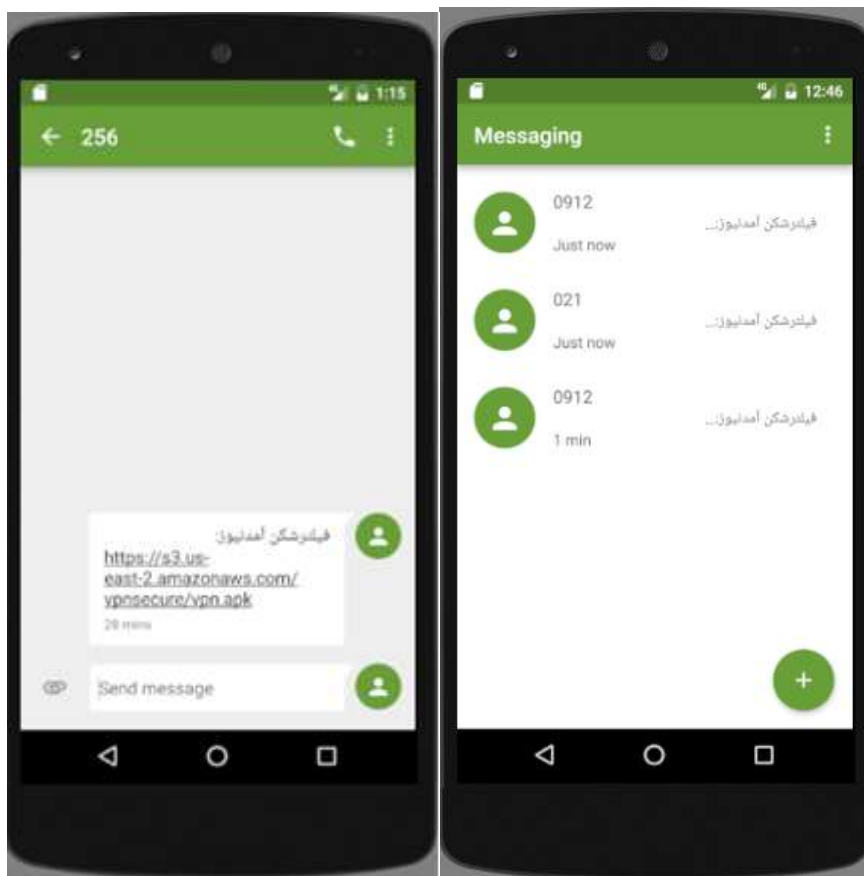 1:15
256
فیلترشکن آمدنیوز:
https://s3.us-
east-2.amazonaws.com/
vpnsecure/vpn.apk
28 mins
Send message
4G 12:46
Messaging
0912
فیلترشکن آمدنیوز:...
Just now
021
فیلترشکن آمدنیوز:...
Just now
0912
فیلترشکن آمدنیوز:...
1 min